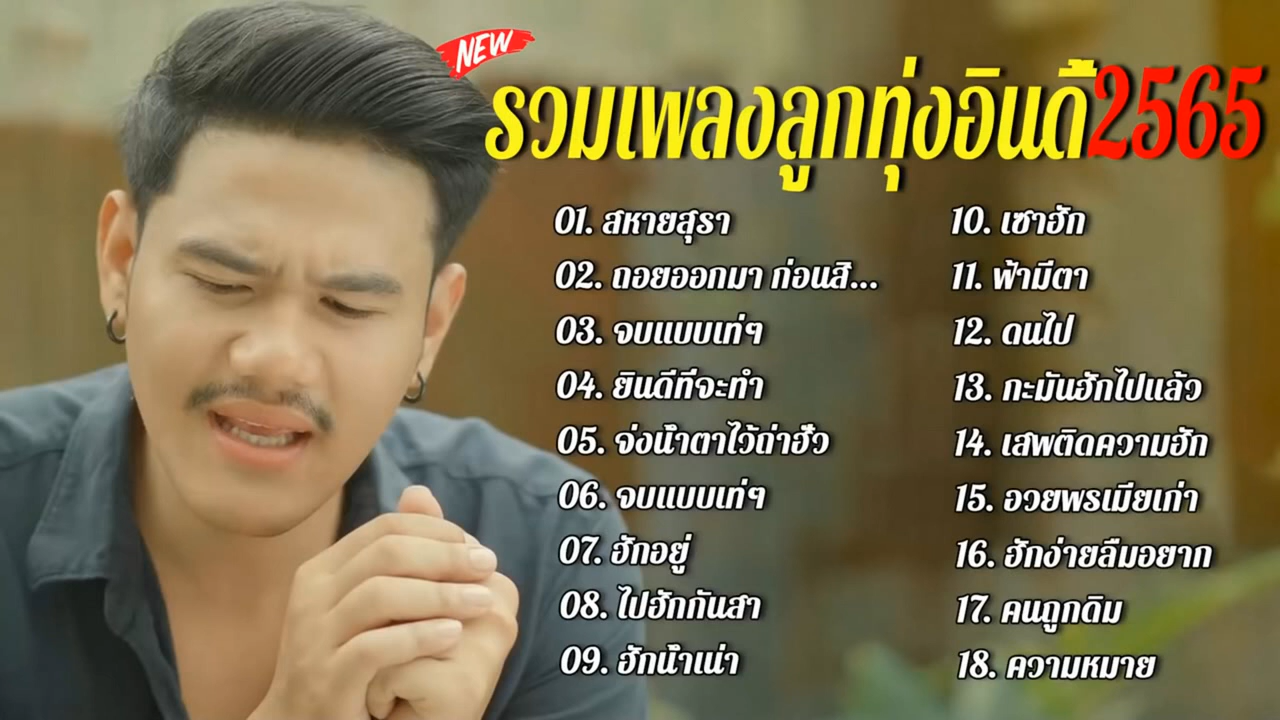 NEW
รวมเพลงลูกทุ่งอินดี้2565
01. สหายสุรา
02. ถอยออกมา ก่อนสิ...
03. จบแบบเท่ๆ
04. ยินดีที่จะทำ
05. จ่งน้ำตาไว้ถ่าฮั่ว
06. จบแบบเท่ๆ
07. ฮักอยู่
08. ไปฮักกันสา
09. ฮักน้ำเน่า
10. เซาฮัก
11. ฟ้ามีตา
12. ดนไป
13. กะมันฮักไปแล้ว
14. เสพติดความฮัก
15. อวยพรเมียเก่า
16. ฮักง่ายลืมอยาก
17. คนถูกดิม
18. ความหมาย